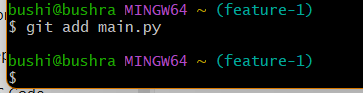 bushi@bushra MINGW64 ~ (feature-1)
$ git add main.py
bushi@bushra MINGW64 ~ (feature-1)
$